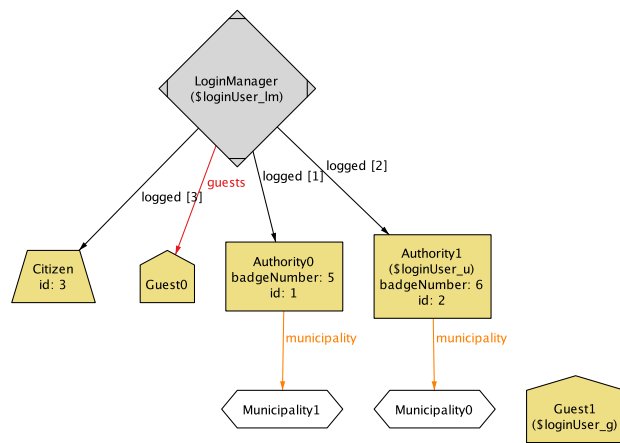 LoginManager
($loginUser_lm)
logged [2]
logged [1]
guests
logged [3]
Citizen
id: 3
Guest0
Authority0
badgeNumber: 5
id: 1
Authority1
($loginUser_u)
badgeNumber: 6
id: 2
municipality
municipality
Municipality1
Municipality0
Guest1
($loginUser_g)